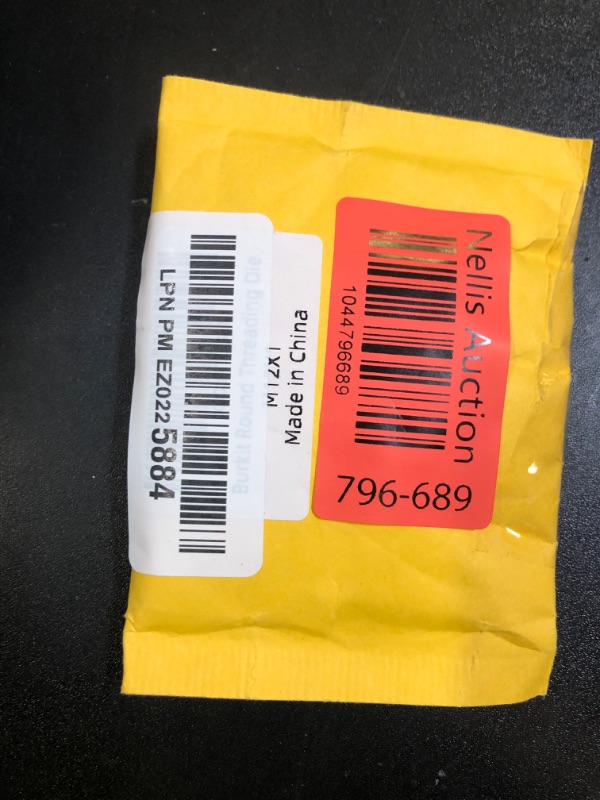 LPN PM EZ0225884
Burkit Round Threading Die
M12X1
Made in China
Nellis Auction
1044796689
796-689